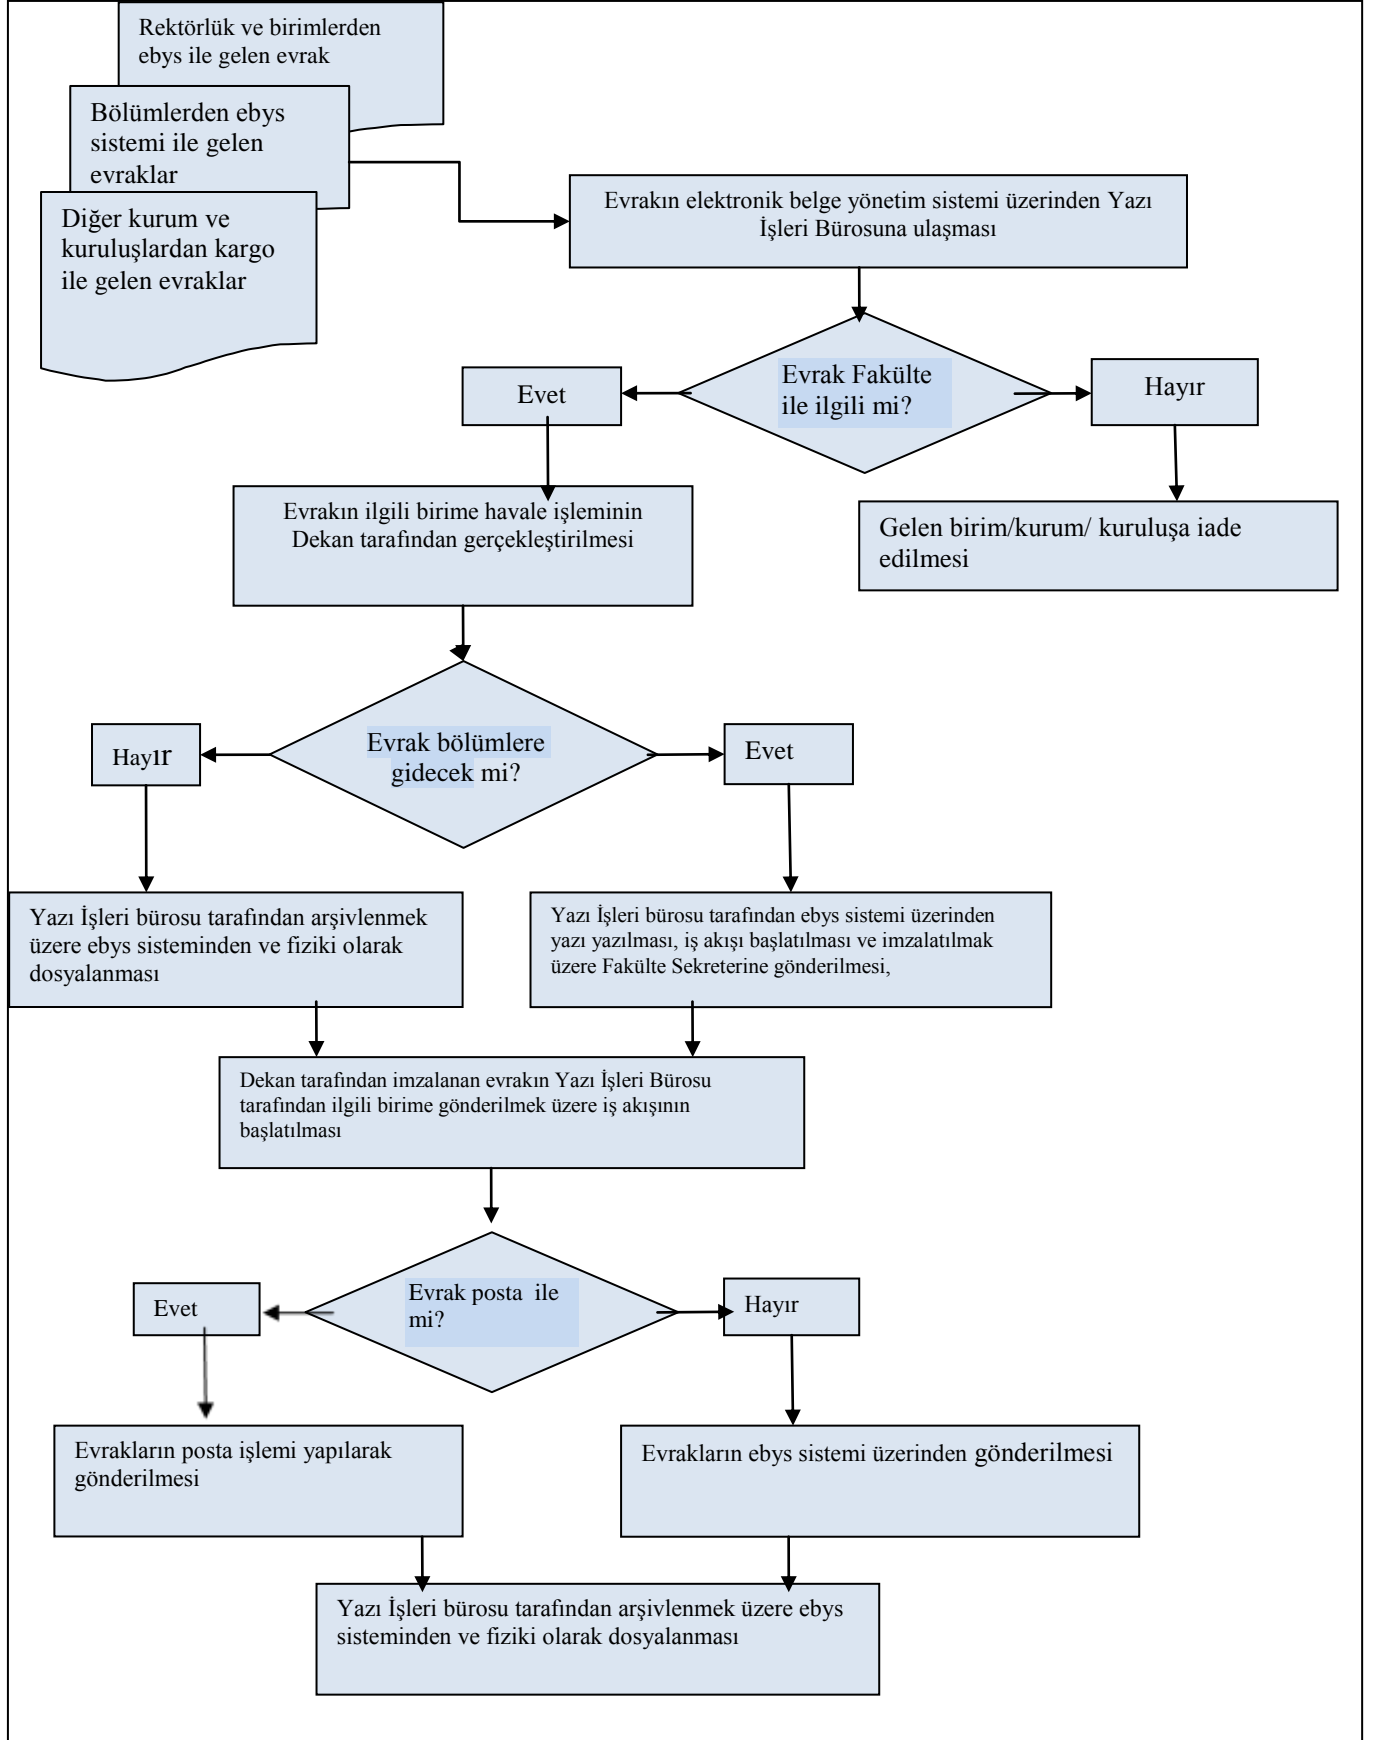 Rektörlük ve birimlerden
ebys ile gelen evrak
Bölümlerden ebys
sistemi ile gelen
evraklar
Diğer kurum ve
kuruluşlardan kargo
ile gelen evraklar
Evrakın elektronik belge yönetim sistemi üzerinden Yazı
İşleri Bürosuna ulaşması
Evrak Fakülte
ile ilgili mi?
Evet
Hayır
Evrakın ilgili birime havale işleminin
Dekan tarafından gerçekleştirilmesi
Gelen birim/kurum/ kuruluşa iade
edilmesi
Evrak bölümlere
gidecek mi?
Hayır
Evet
Yazı İşleri bürosu tarafından arşivlenmek
üzere ebys sisteminden ve fiziki olarak
dosyalanması
Yazı İşleri bürosu tarafından ebys sistemi üzerinden
yazı yazılması, iş akışı başlatılması ve imzalatılmak
üzere Fakülte Sekreterine gönderilmesi,
Dekan tarafından imzalanan evrakın Yazı İşleri Bürosu
tarafından ilgili birime gönderilmek üzere iş akışının
başlatılması
Evrak posta  ile
mi?
Evet
Hayır
Evrakların posta işlemi yapılarak
gönderilmesi
Evrakların ebys sistemi üzerinden gönderilmesi
Yazı İşleri bürosu tarafından arşivlenmek üzere ebys
sisteminden ve fiziki olarak dosyalanması